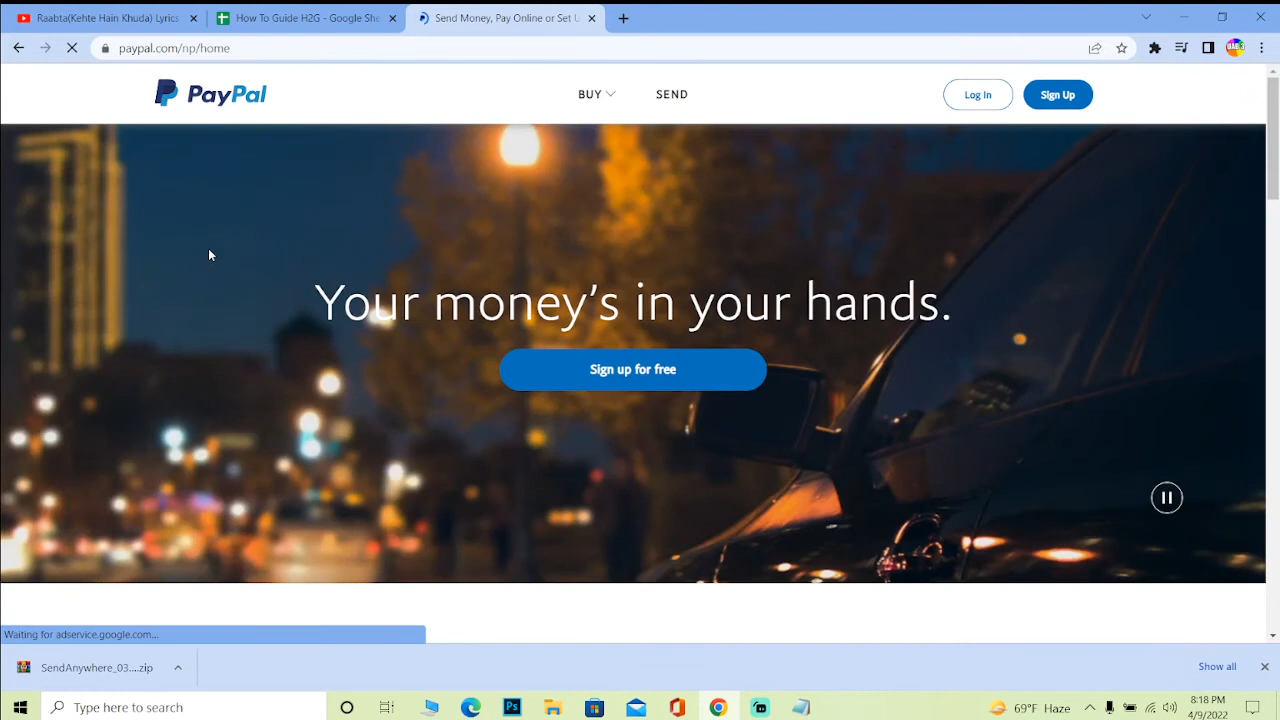 Raabta(Kehte Hain Khuda) Lyrics
How To Guide H2G - Google She
Send Money, Pay Online or Set U
paypal.com/np/home
PayPal
BUY
SEND
Log In
Sign Up
Your money's in your hands.
Sign up for free
Waiting for adservice.google.com...
SendAnywhere_03....zip
Show all
Type here to search
Ps
69°F Haze
8:18 PM
4/9/2022